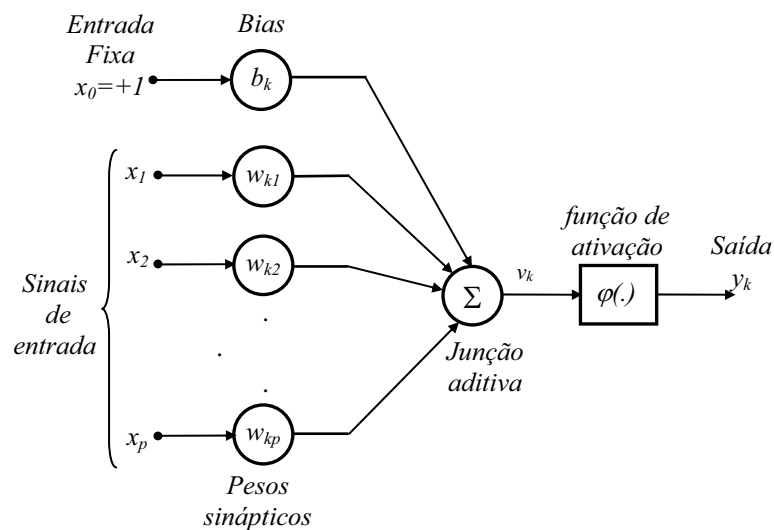 Entrada
Fixa
x0=+1
Bias
bk
x1
wk1
x2
wk2
Sinais
de
entrada
.
.
.
xp
wkp
Pesos
sinápticos
Σ
Junção
aditiva
vk
função de
ativação
φ(.)
Saída
yk